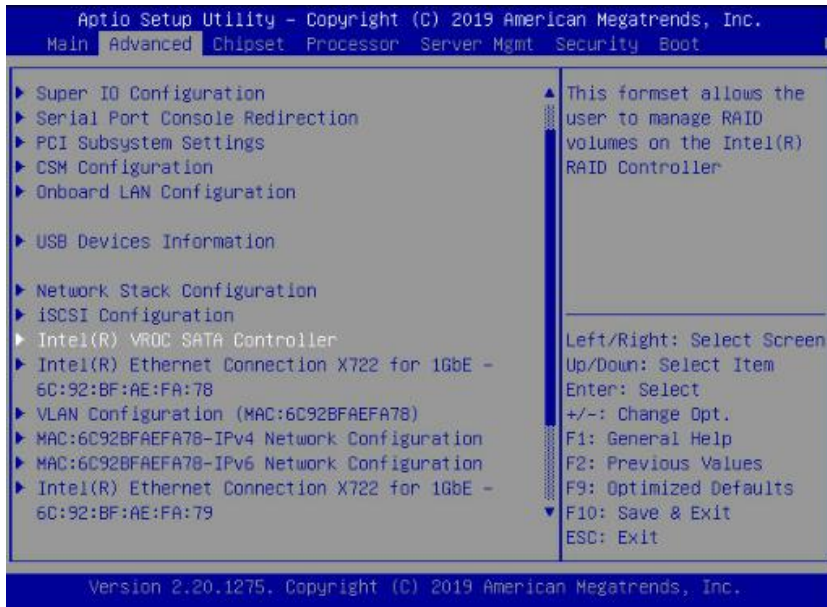 Aptio Setup Utility – Copyright (C) 2019 American Megatrends, Inc.
Main Advanced Chipset Processor Server Mgmt Security Boot
Super IO Configuration
Serial Port Console Redirection
PCI Subsystem Settings
CSM Configuration
Onboard LAN Configuration
USB Devices Information
Network Stack Configuration
iSCSI Configuration
Intel(R) VROC SATA Controller
Intel(R) Ethernet Connection X722 for 1GbE –
6C:92:BF:AE:FA:78
VLAN Configuration (MAC:6C92BFAEFA78)
MAC:6C92BFAEFA78-IPv4 Network Configuration
MAC:6C92BFAEFA78-IPv6 Network Configuration
Intel(R) Ethernet Connection X722 for 1GbE –
6C:92:BF:AE:FA:79
This formset allows the
user to manage RAID
volumes on the Intel(R)
RAID Controller
Left/Right: Select Screen
Up/Down: Select Item
Enter: Select
+/-: Change Opt.
F1: General Help
F2: Previous Values
F9: Optimized Defaults
F10: Save & Exit
ESC: Exit
Version 2.20.1275. Copyright (C) 2019 American Megatrends, Inc.